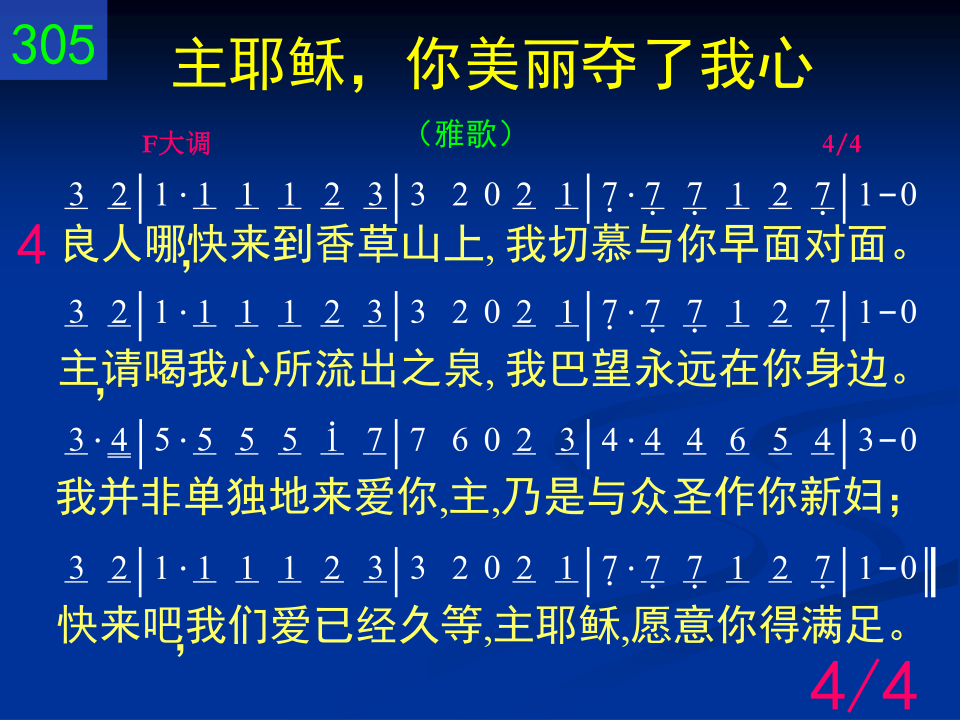 305
主耶稣，你美丽夺了我心
（雅歌）
F大调 4/4
3 2|1·1 1 1 2 3|3 2 0 2 1|7·7 7 1 2 7|1-0
4 良人哪,快来到香草山上, 我切慕与你早面对面。
3 2|1·1 1 1 2 3|3 2 0 2 1|7·7 7 1 2 7|1-0
主,请喝我心所流出之泉, 我巴望永远在你身边。
3·4|5·5 5 5 i 7|7 6 0 2 3|4·4 4 6 5 4|3-0
我并非单独地来爱你,主,乃是与众圣作你新妇；
3 2|1·1 1 1 2 3|3 2 0 2 1|7·7 7 1 2 7|1-0‖
快来吧,我们爱已经久等,主耶稣,愿意你得满足。
4/4